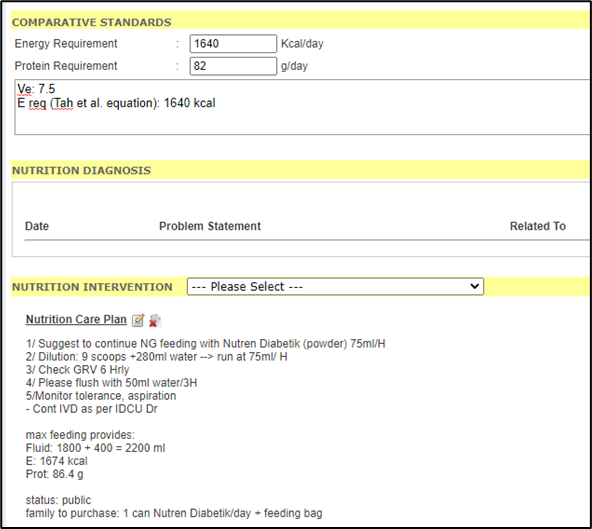 COMPARATIVE STANDARDS
Energy Requirement : 1640 Kcal/day
Protein Requirement : 82 g/day
Ve: 7.5
E req (Tah et al. equation): 1640 kcal
NUTRITION DIAGNOSIS
Date Problem Statement Related To
NUTRITION INTERVENTION --- Please Select ---
Nutrition Care Plan
1/ Suggest to continue NG feeding with Nutren Diabetik (powder) 75ml/H
2/ Dilution: 9 scoops +280ml water --> run at 75ml/ H
3/ Check GRV 6 Hrly
4/ Please flush with 50ml water/3H
5/Monitor tolerance, aspiration
- Cont IVD as per IDCU Dr
max feeding provides:
Fluid: 1800 + 400 = 2200 ml
E: 1674 kcal
Prot: 86.4 g
status: public
family to purchase: 1 can Nutren Diabetik/day + feeding bag